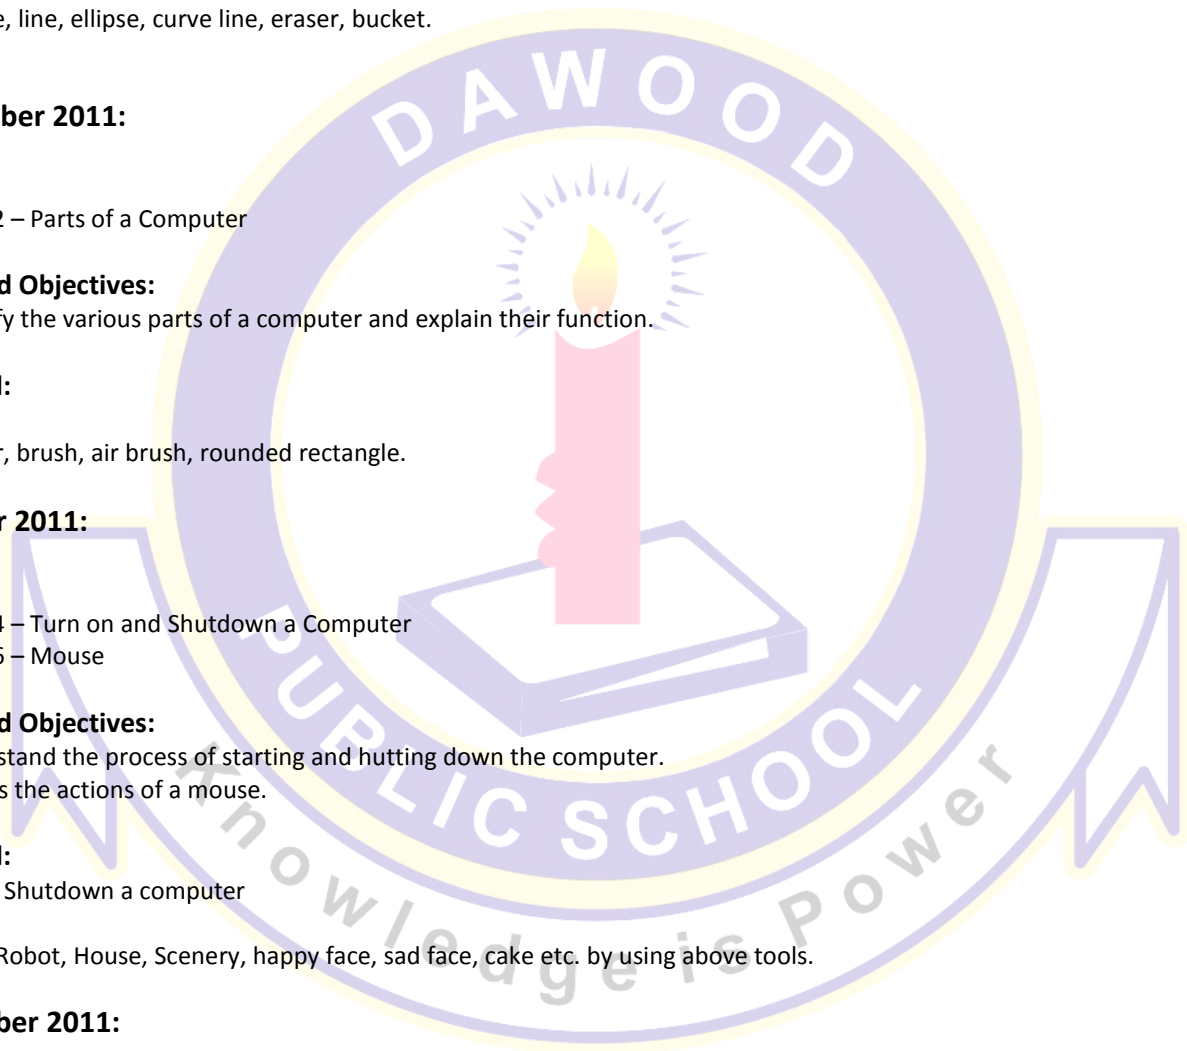 e, line, ellipse, curve line, eraser, bucket.
ber 2011:
2 – Parts of a Computer
d Objectives:
fy the various parts of a computer and explain their function.
l:
r, brush, air brush, rounded rectangle.
r 2011:
4 – Turn on and Shutdown a Computer
6 – Mouse
d Objectives:
stand the process of starting and hutting down the computer.
s the actions of a mouse.
l:
Shutdown a computer
Robot, House, Scenery, happy face, sad face, cake etc. by using above tools.
ber 2011:
DAWOOD
PUBLIC SCHOOL
Knowledge is Power